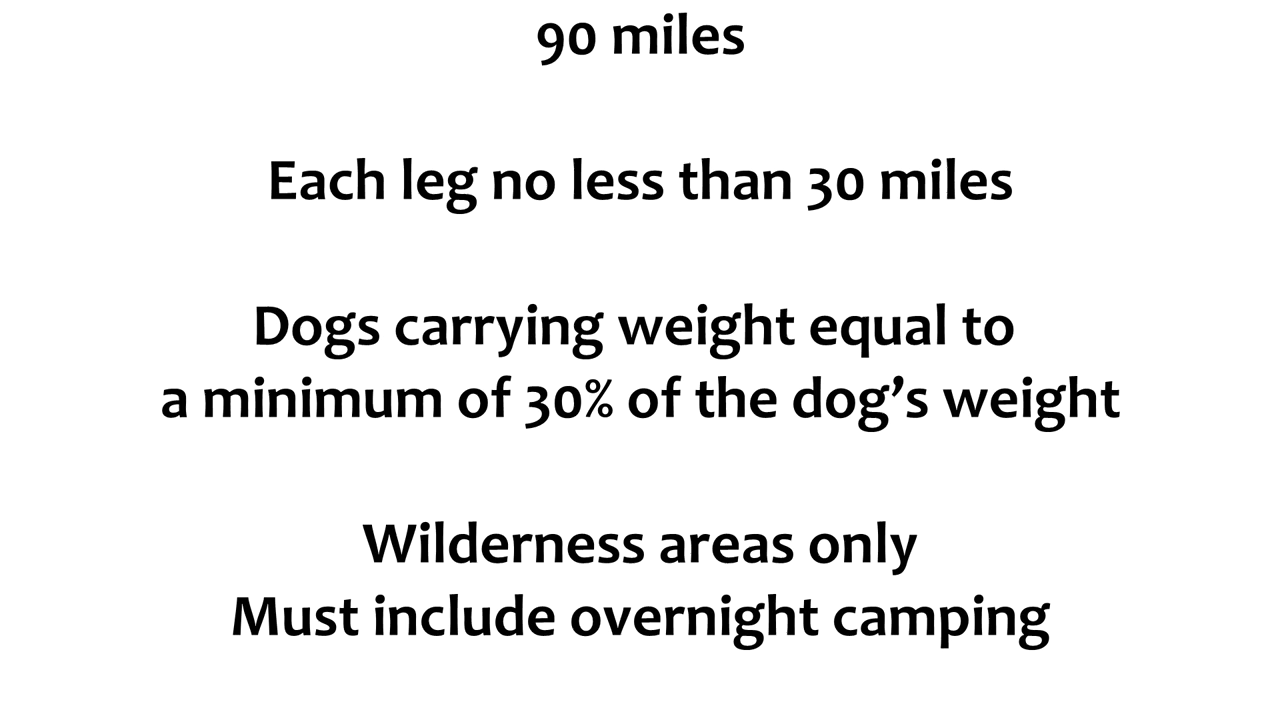 90 miles
Each leg no less than 30 miles
Dogs carrying weight equal to
a minimum of 30% of the dog’s weight
Wilderness areas only
Must include overnight camping